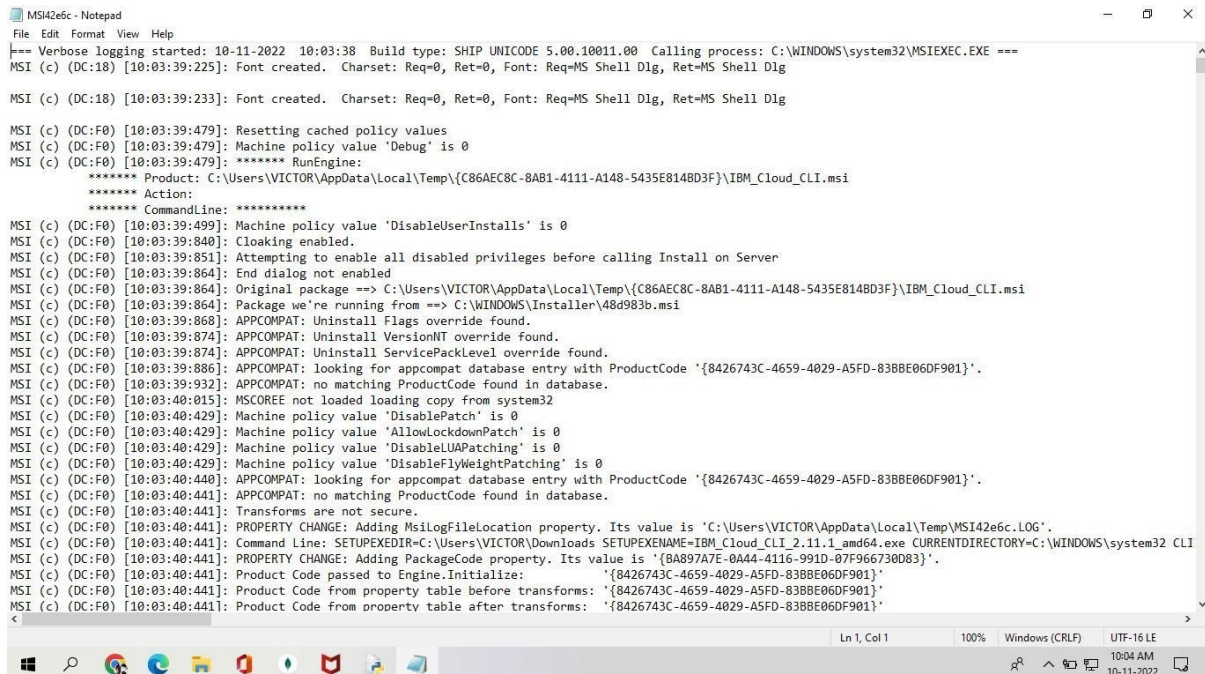 MSI42e6c - Notepad
File Edit Format View Help
=== Verbose logging started: 10-11-2022  10:03:38  Build type: SHIP UNICODE 5.00.10011.00  Calling process: C:\WINDOWS\system32\MSIEXEC.EXE ===
MSI (c) (DC:18) [10:03:39:225]: Font created.  Charset: Req=0, Ret=0, Font: Req=MS Shell Dlg, Ret=MS Shell Dlg
MSI (c) (DC:18) [10:03:39:233]: Font created.  Charset: Req=0, Ret=0, Font: Req=MS Shell Dlg, Ret=MS Shell Dlg
MSI (c) (DC:F0) [10:03:39:479]: Resetting cached policy values
MSI (c) (DC:F0) [10:03:39:479]: Machine policy value 'Debug' is 0
MSI (c) (DC:F0) [10:03:39:479]: ******* RunEngine:
******* Product: C:\Users\VICTOR\AppData\Local\Temp\{C86AEC8C-8AB1-4111-A148-5435E814BD3F}\IBM_Cloud_CLI.msi
******* Action:
******* CommandLine: **********
MSI (c) (DC:F0) [10:03:39:499]: Machine policy value 'DisableUserInstalls' is 0
MSI (c) (DC:F0) [10:03:39:840]: Cloaking enabled.
MSI (c) (DC:F0) [10:03:39:851]: Attempting to enable all disabled privileges before calling Install on Server
MSI (c) (DC:F0) [10:03:39:864]: End dialog not enabled
MSI (c) (DC:F0) [10:03:39:864]: Original package ==> C:\Users\VICTOR\AppData\Local\Temp\{C86AEC8C-8AB1-4111-A148-5435E814BD3F}\IBM_Cloud_CLI.msi
MSI (c) (DC:F0) [10:03:39:864]: Package we're running from ==> C:\WINDOWS\Installer\48d983b.msi
MSI (c) (DC:F0) [10:03:39:868]: APPCOMPAT: Uninstall Flags override found.
MSI (c) (DC:F0) [10:03:39:874]: APPCOMPAT: Uninstall VersionNT override found.
MSI (c) (DC:F0) [10:03:39:874]: APPCOMPAT: Uninstall ServicePackLevel override found.
MSI (c) (DC:F0) [10:03:39:886]: APPCOMPAT: looking for appcompat database entry with ProductCode '{8426743C-4659-4029-A5FD-83BBE06DF901}'.
MSI (c) (DC:F0) [10:03:39:932]: APPCOMPAT: no matching ProductCode found in database.
MSI (c) (DC:F0) [10:03:40:015]: MSCOREE not loaded loading copy from system32
MSI (c) (DC:F0) [10:03:40:429]: Machine policy value 'DisablePatch' is 0
MSI (c) (DC:F0) [10:03:40:429]: Machine policy value 'AllowLockdownPatch' is 0
MSI (c) (DC:F0) [10:03:40:429]: Machine policy value 'DisableLUAPatching' is 0
MSI (c) (DC:F0) [10:03:40:429]: Machine policy value 'DisableFlyWeightPatching' is 0
MSI (c) (DC:F0) [10:03:40:440]: APPCOMPAT: looking for appcompat database entry with ProductCode '{8426743C-4659-4029-A5FD-83BBE06DF901}'.
MSI (c) (DC:F0) [10:03:40:441]: APPCOMPAT: no matching ProductCode found in database.
MSI (c) (DC:F0) [10:03:40:441]: Transforms are not secure.
MSI (c) (DC:F0) [10:03:40:441]: PROPERTY CHANGE: Adding MsiLogFileLocation property. Its value is 'C:\Users\VICTOR\AppData\Local\Temp\MSI42e6c.LOG'.
MSI (c) (DC:F0) [10:03:40:441]: Command Line: SETUPEXEDIR=C:\Users\VICTOR\Downloads SETUPEXENAME=IBM_Cloud_CLI_2.11.1_amd64.exe CURRENTDIRECTORY=C:\WINDOWS\system32 CLI
MSI (c) (DC:F0) [10:03:40:441]: PROPERTY CHANGE: Adding PackageCode property. Its value is '{BA897A7E-0A44-4116-991D-07F966730D83}'.
MSI (c) (DC:F0) [10:03:40:441]: Product Code passed to Engine.Initialize:           '{8426743C-4659-4029-A5FD-83BBE06DF901}'
MSI (c) (DC:F0) [10:03:40:441]: Product Code from property table before transforms: '{8426743C-4659-4029-A5FD-83BBE06DF901}'
MSI (c) (DC:F0) [10:03:40:441]: Product Code from property table after transforms:  '{8426743C-4659-4029-A5FD-83BBE06DF901}'
Ln 1, Col 1 100% Windows (CRLF) UTF-16 LE
10:04 AM
10-11-2022